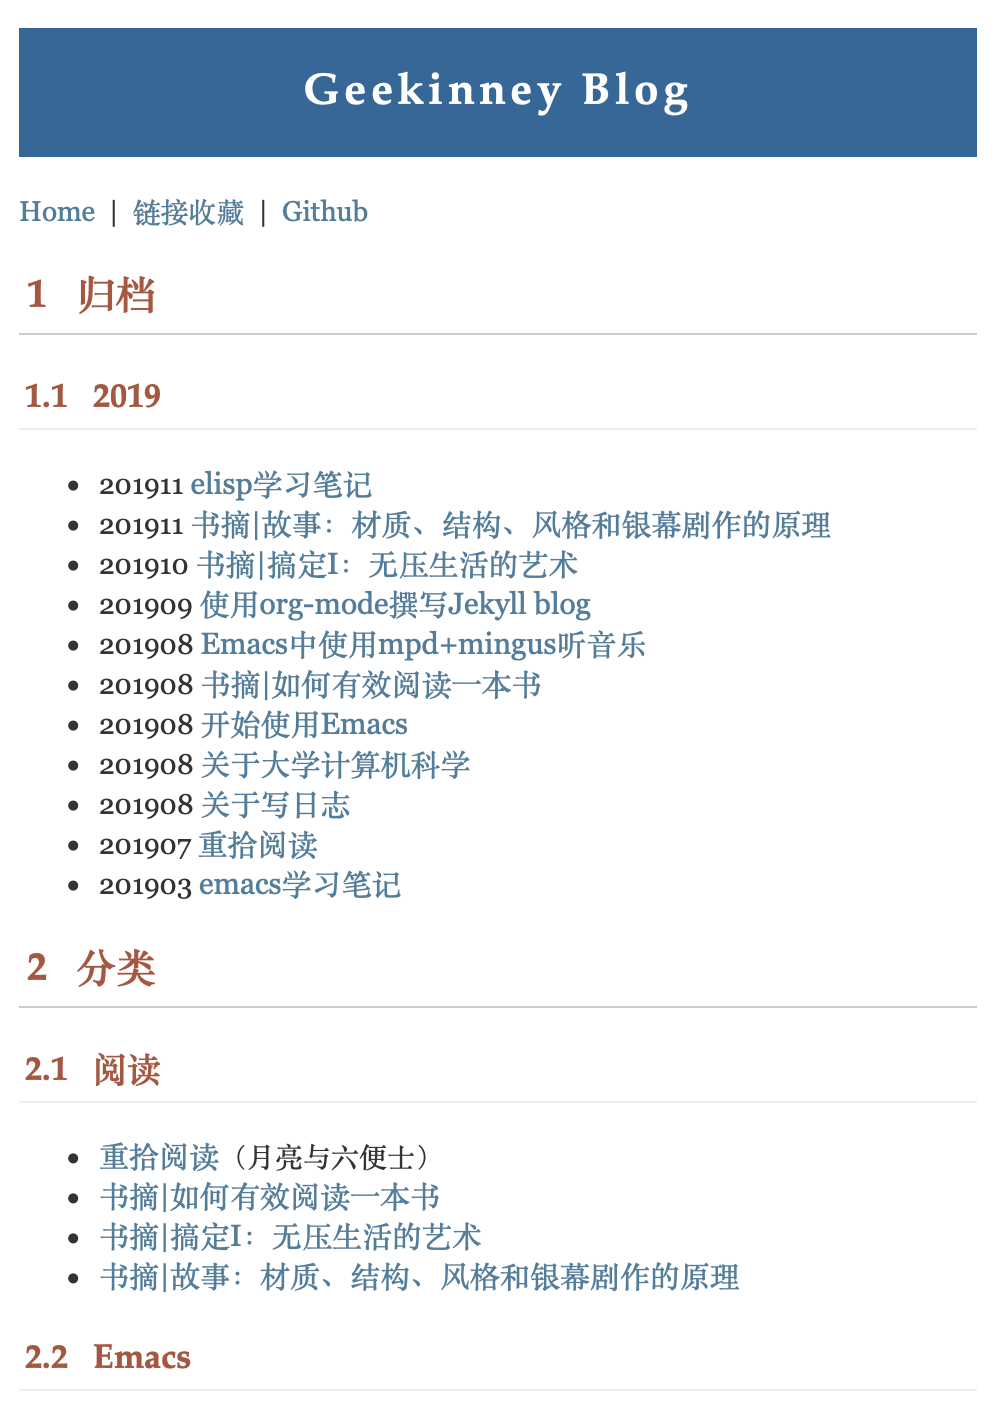 Geekinney Blog
Home | 链接收藏 | Github
1 归档
1.1 2019
201911 elisp学习笔记
201911 书摘|故事：材质、结构、风格和银幕剧作的原理
201910 书摘|搞定I：无压生活的艺术
201909 使用org-mode撰写Jekyll blog
201908 Emacs中使用mpd+mingus听音乐
201908 书摘|如何有效阅读一本书
201908 开始使用Emacs
201908 关于大学计算机科学
201908 关于写日志
201907 重拾阅读
201903 emacs学习笔记
2 分类
2.1 阅读
重拾阅读（月亮与六便士）
书摘|如何有效阅读一本书
书摘|搞定I：无压生活的艺术
书摘|故事：材质、结构、风格和银幕剧作的原理
2.2 Emacs